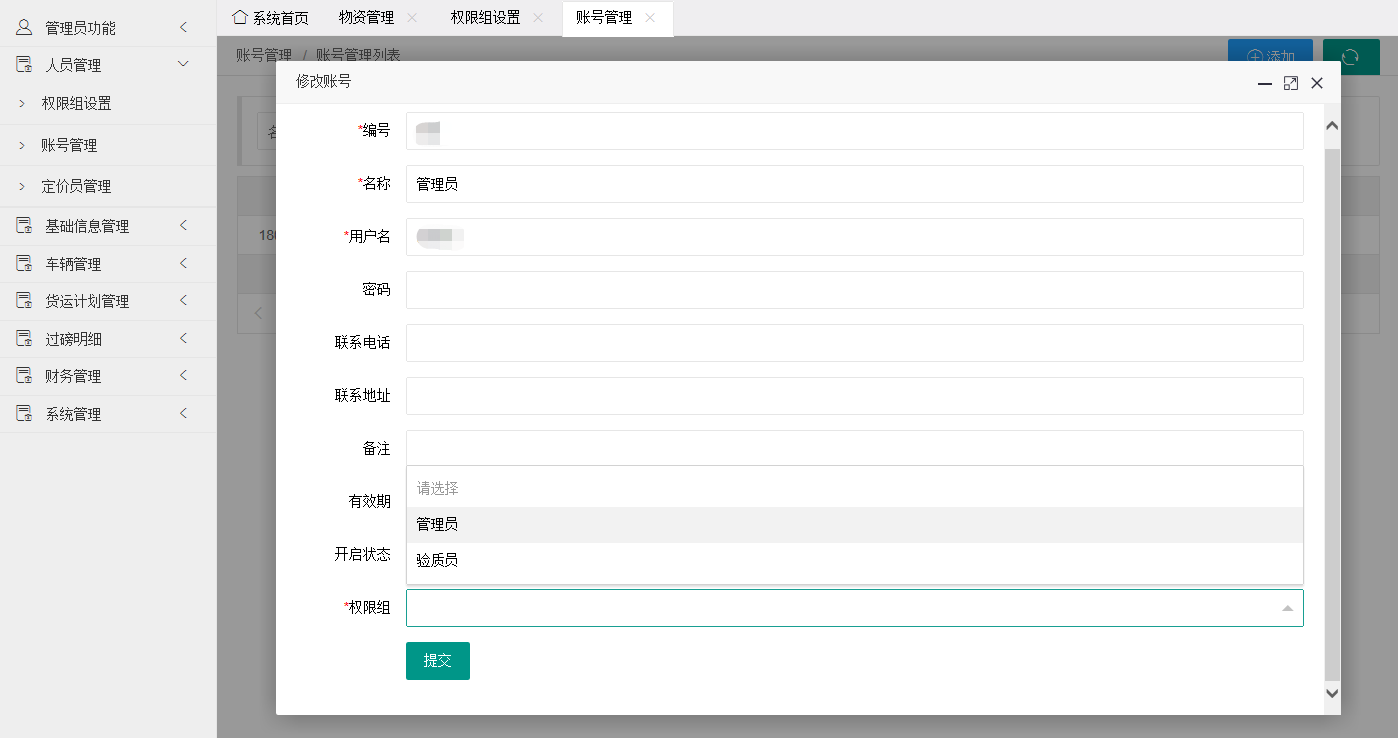 管理员功能
人员管理
权限组设置
账号管理
定价员管理
基础信息管理
车辆管理
货运计划管理
过磅明细
财务管理
系统管理
系统首页 物资管理 权限组设置 账号管理
账号管理 / 账号管理列表
添加
名
180
修改账号
*编号
*名称 管理员
*用户名
密码
联系电话
联系地址
备注
有效期
开启状态
请选择
管理员
验质员
*权限组
提交